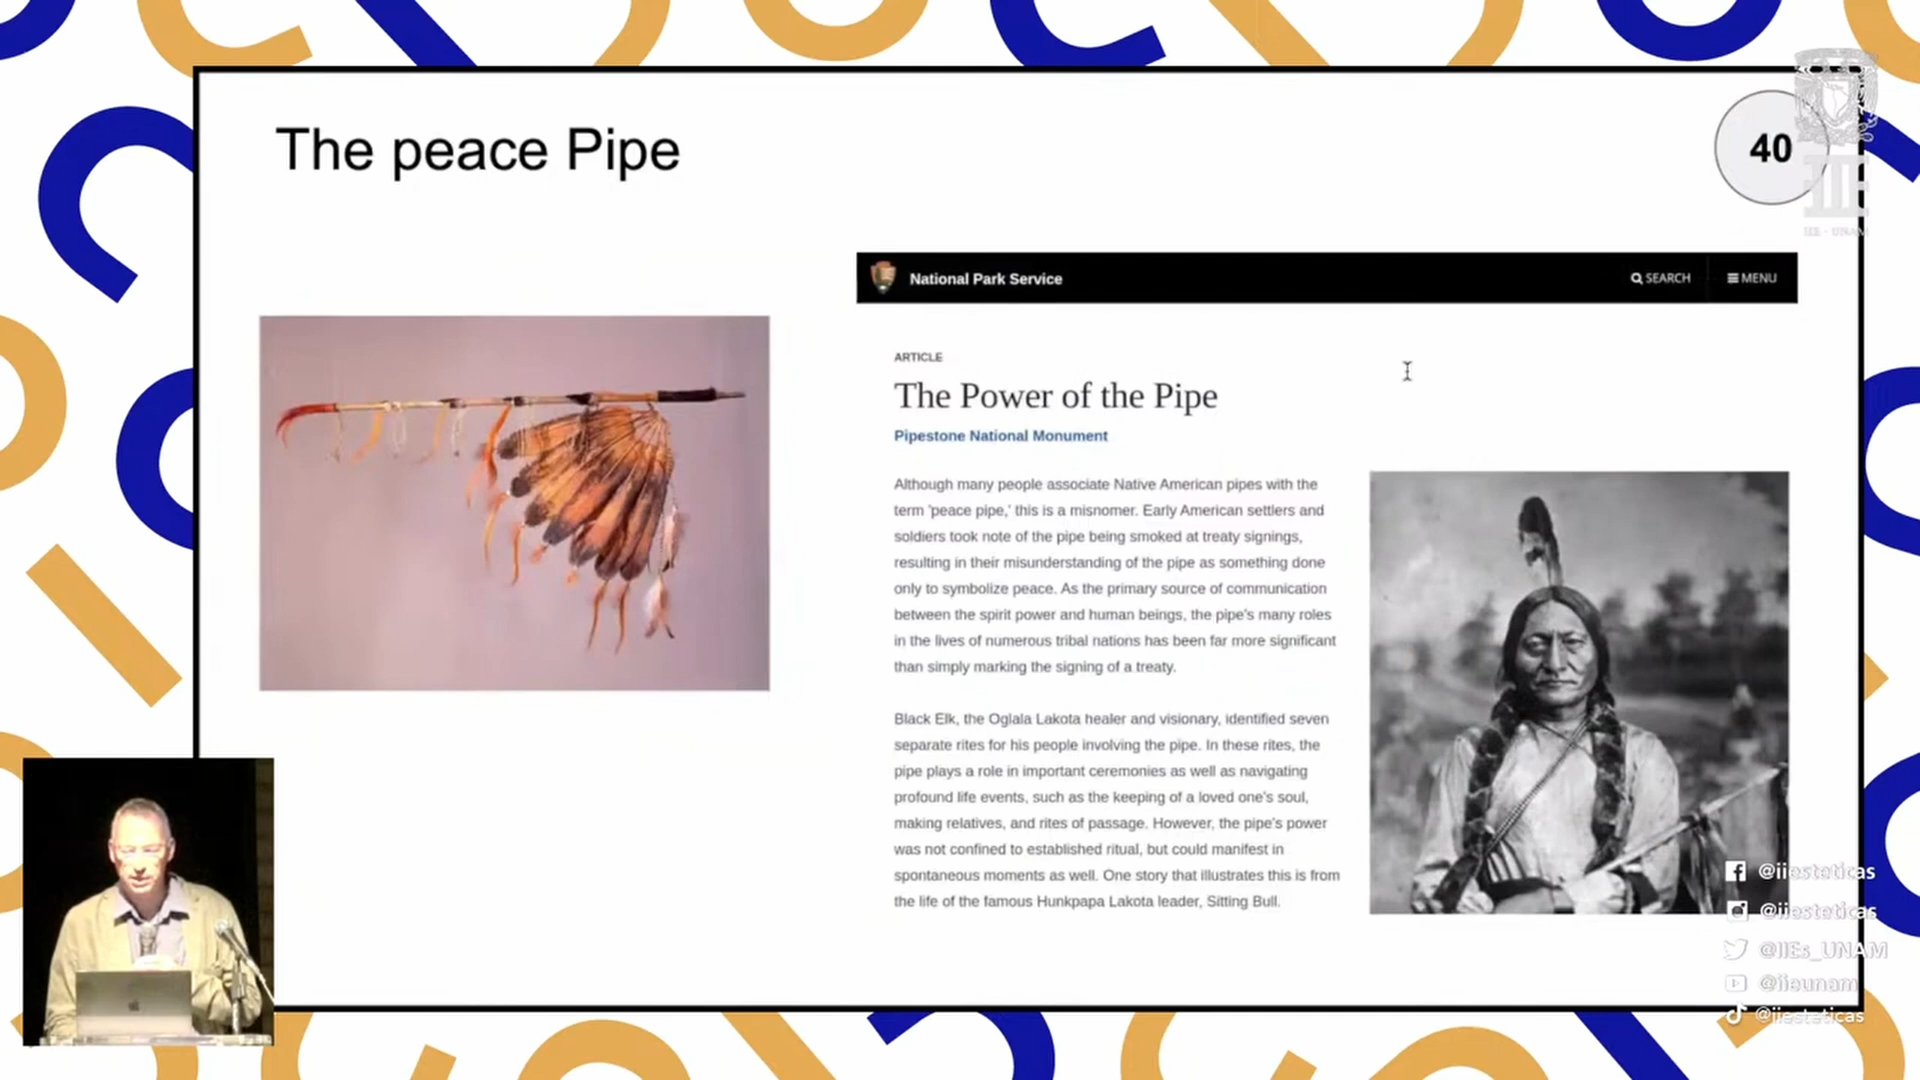 The peace Pipe
40
IIE - UNAM
National Park Service
SEARCH
MENU
ARTICLE
The Power of the Pipe
Pipestone National Monument
Although many people associate Native American pipes with the
term 'peace pipe,' this is a misnomer. Early American settlers and
soldiers took note of the pipe being smoked at treaty signings,
resulting in their misunderstanding of the pipe as something done
only to symbolize peace. As the primary source of communication
between the spirit power and human beings, the pipe's many roles
in the lives of numerous tribal nations has been far more significant
than simply marking the signing of a treaty.
Black Elk, the Oglala Lakota healer and visionary, identified seven
separate rites for his people involving the pipe. In these rites, the
pipe plays a role in important ceremonies as well as navigating
profound life events, such as the keeping of a loved one's soul,
making relatives, and rites of passage. However, the pipe's power
was not confined to established ritual, but could manifest in
spontaneous moments as well. One story that illustrates this is from
the life of the famous Hunkpapa Lakota leader, Sitting Bull.
@iiesteticas
@iiesteticas
@IIEs_UNAM
@iieunam
@iiesteticas